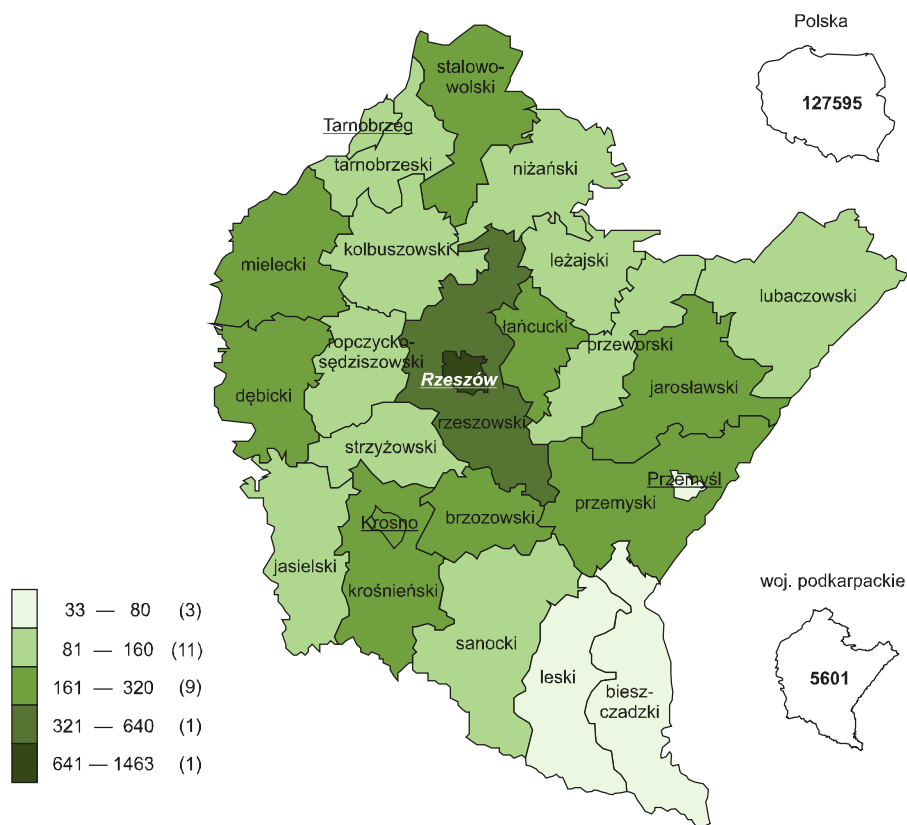 Polska
127595
stalowo-
wolski
Tarnobrzeg
tarnobrzeski
niżański
mielecki
kolbuszowski
leżajski
lubaczowski
łańcucki
ropczycko-
sędziszowski
przeworski
Rzeszów
jarosławski
dębicki
rzeszowski
strzyżowski
Przemyśl
przemyski
brzozowski
Krosno
jasielski
krośnieński
sanocki
leski
biesz-
czadzki
woj. podkarpackie
5601
33 — 80 (3)
81 — 160 (11)
161 — 320 (9)
321 — 640 (1)
641 — 1463 (1)